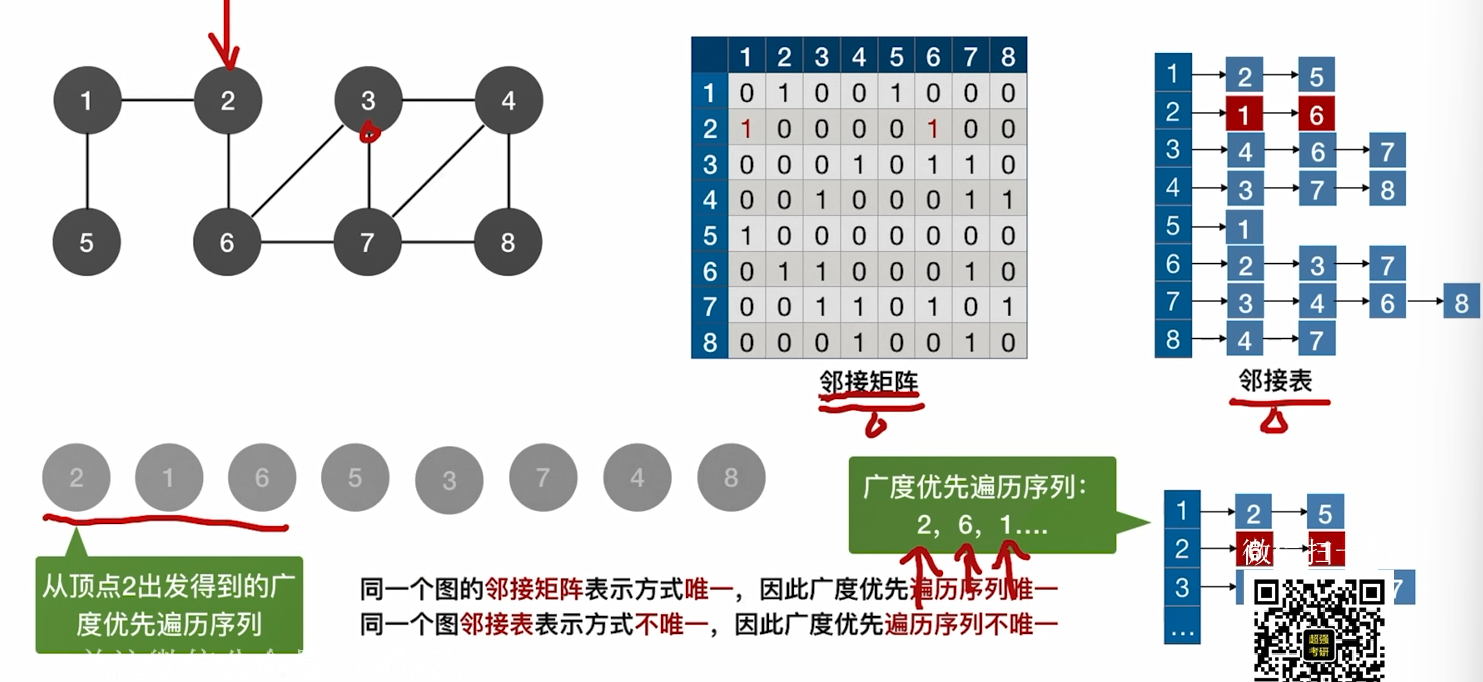 1 2 3 4
5 6 7 8
1 2 3 4 5 6 7 8
1 0 1 0 0 1 0 0 0
2 1 0 0 0 0 1 0 0
3 0 0 0 1 0 1 1 0
4 0 0 1 0 0 0 1 1
5 1 0 0 0 0 0 0 0
6 0 1 1 0 0 0 1 0
7 0 0 1 1 0 1 0 1
8 0 0 0 1 0 0 1 0
邻接矩阵
1 2 5
2 1 6
3 4 6 7
4 3 7 8
5 1
6 2 3 7
7 3 4 6 8
8 4 7
邻接表
2 1 6 5 3 7 4 8
从顶点2出发得到的广
度优先遍历序列
广度优先遍历序列：
2, 6, 1....
同一个图的邻接矩阵表示方式唯一，因此广度优先遍历序列唯一
同一个图邻接表表示方式不唯一，因此广度优先遍历序列不唯一
1 2 5
2 6 1
3 7
...
微 扫一
超强
考研